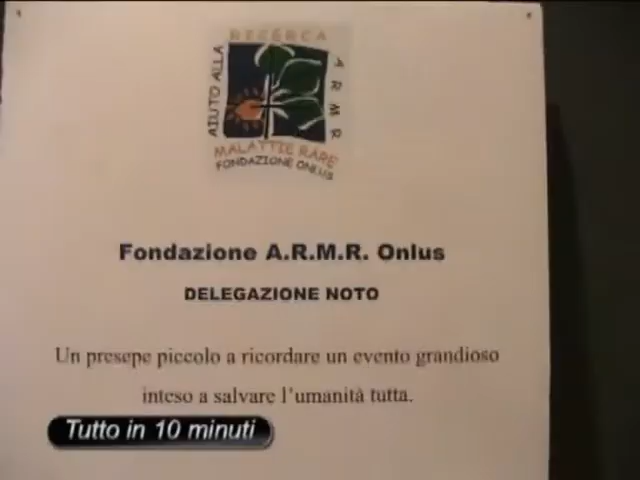 RICERCA
AIUTO ALLA
ARMR
MALATTIE RARE
FONDAZIONE ONLUS
Fondazione A.R.M.R. Onlus
DELEGAZIONE NOTO
Un presepe piccolo a ricordare un evento grandioso
inteso a salvare l'umanità tutta.
Tutto in 10 minuti